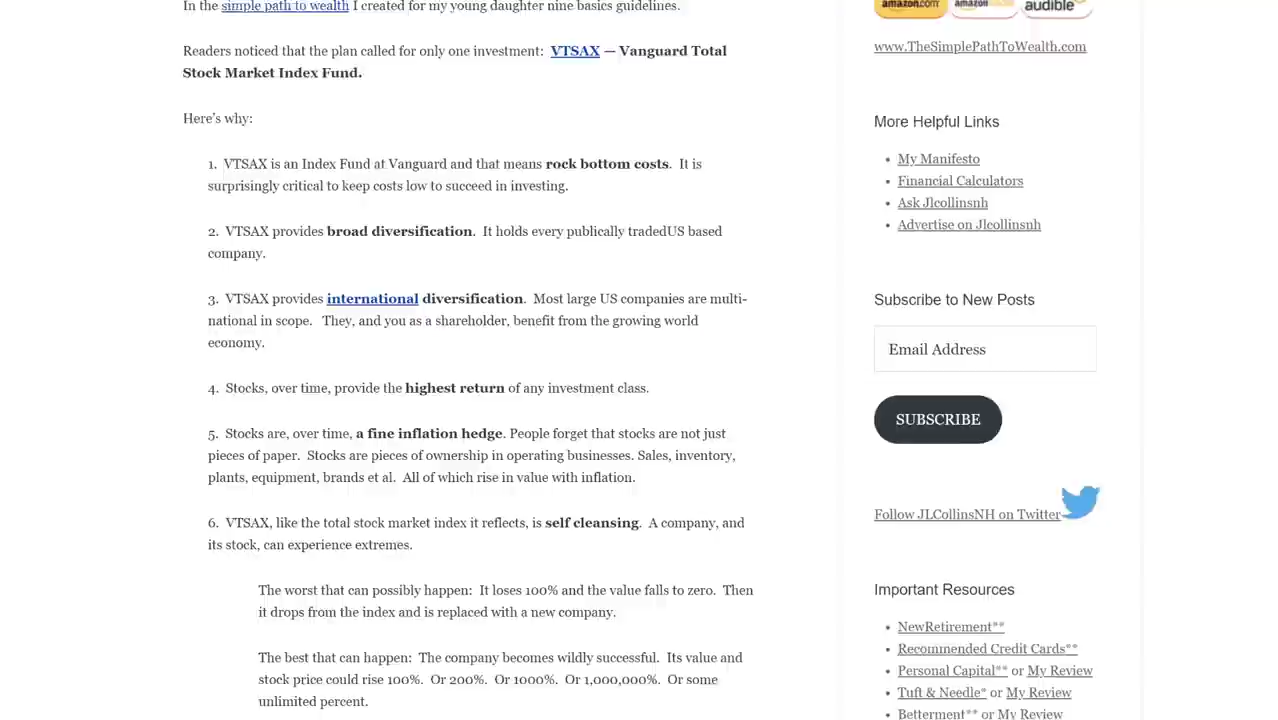 In the simple path to wealth I created for my young daughter nine basics guidelines.
Readers noticed that the plan called for only one investment:  VTSAX — Vanguard Total
Stock Market Index Fund.
Here's why:
1.  VTSAX is an Index Fund at Vanguard and that means rock bottom costs.  It is
surprisingly critical to keep costs low to succeed in investing.
2.  VTSAX provides broad diversification.  It holds every publically tradedUS based
company.
3.  VTSAX provides international diversification.  Most large US companies are multi-
national in scope.   They, and you as a shareholder, benefit from the growing world
economy.
4.  Stocks, over time, provide the highest return of any investment class.
5.  Stocks are, over time, a fine inflation hedge. People forget that stocks are not just
pieces of paper.  Stocks are pieces of ownership in operating businesses. Sales, inventory,
plants, equipment, brands et al.  All of which rise in value with inflation.
6.  VTSAX, like the total stock market index it reflects, is self cleansing.  A company, and
its stock, can experience extremes.
The worst that can possibly happen:  It loses 100% and the value falls to zero.  Then
it drops from the index and is replaced with a new company.
The best that can happen:  The company becomes wildly successful.  Its value and
stock price could rise 100%.  Or 200%.  Or 1000%.  Or 1,000,000%.  Or some
unlimited percent.
amazon.com amazon audible
www.TheSimplePathToWealth.com
More Helpful Links
My Manifesto
Financial Calculators
Ask Jlcollinsnh
Advertise on Jlcollinsnh
Subscribe to New Posts
Email Address
SUBSCRIBE
Follow JLCollinsNH on Twitter
Important Resources
NewRetirement**
Recommended Credit Cards**
Personal Capital** or My Review
Tuft & Needle* or My Review
Betterment** or My Review